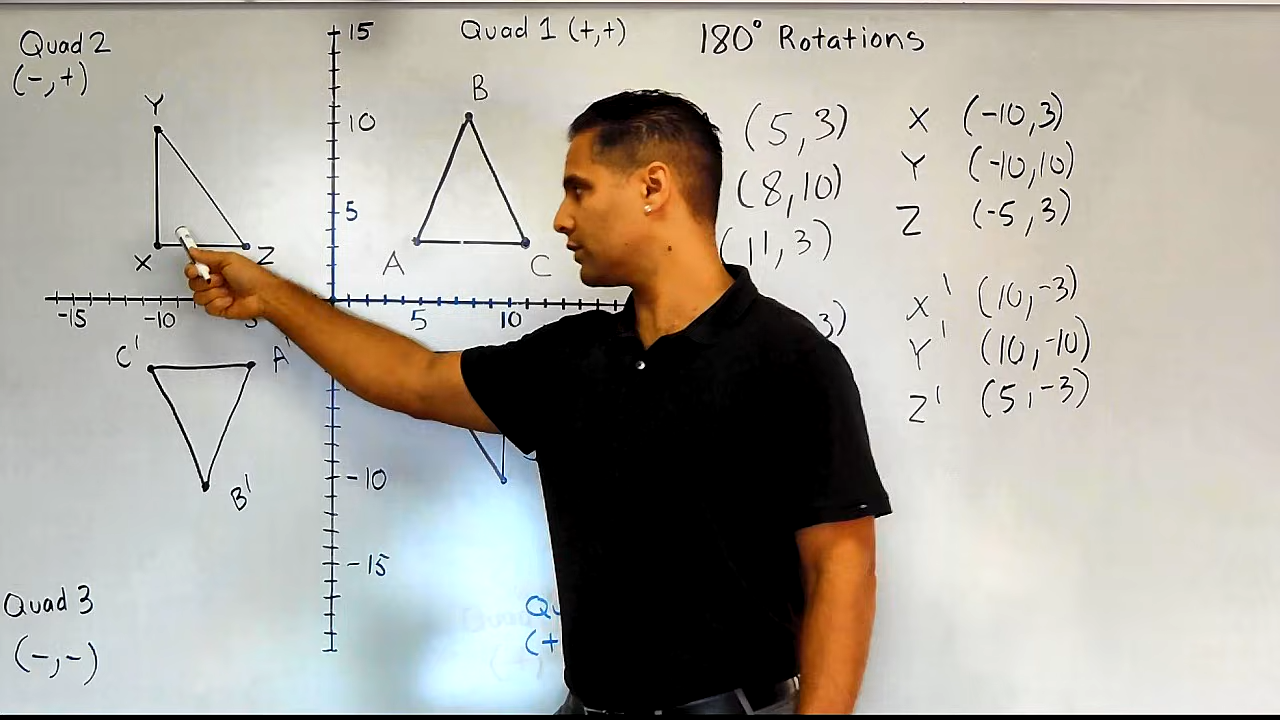 Quad 2
(-,+)
Quad 1 (+,+)
180° Rotations
15
10
5
-15
-10
5
10
-10
-15
Y
X
Z
B
A
C
C'
A'
B'
(5,3)
(8,10)
(11,3)
3)
X (-10,3)
Y (-10,10)
Z (-5,3)
X' (10,-3)
Y' (10,-10)
Z' (5,-3)
Quad 3
(-,-)